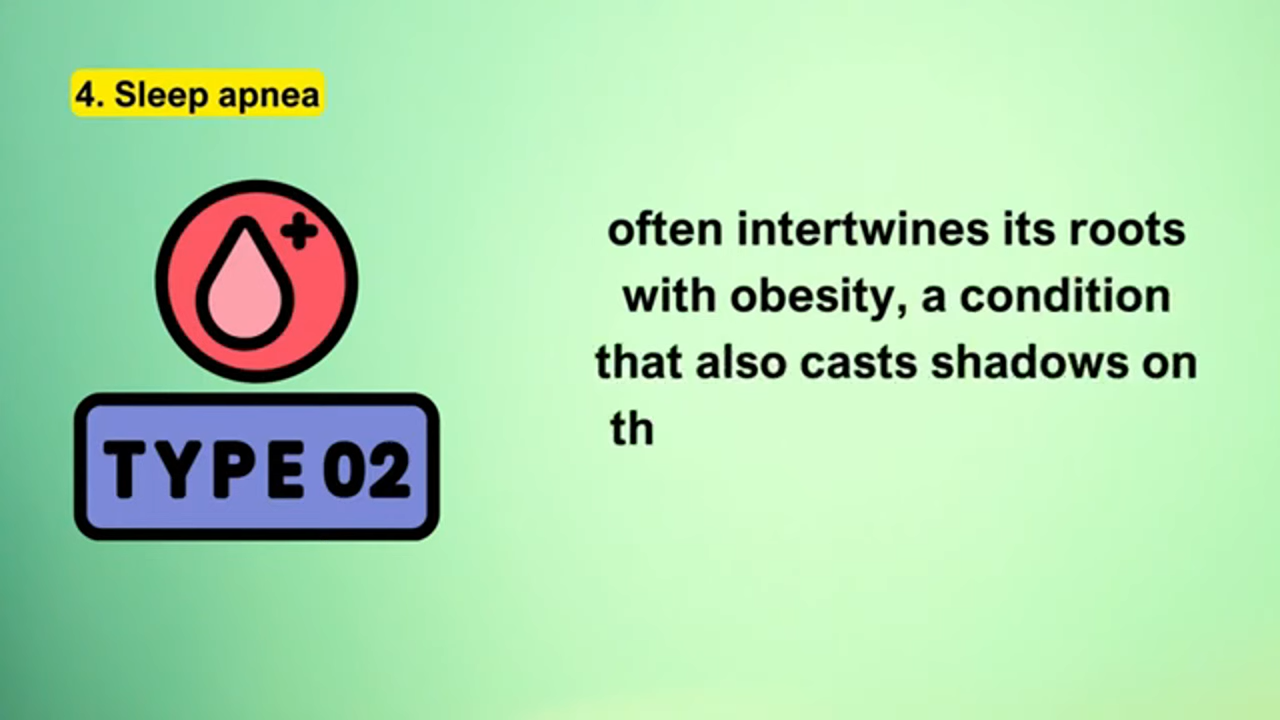 4. Sleep apnea
TYPE 02
often intertwines its roots
with obesity, a condition
that also casts shadows on
th